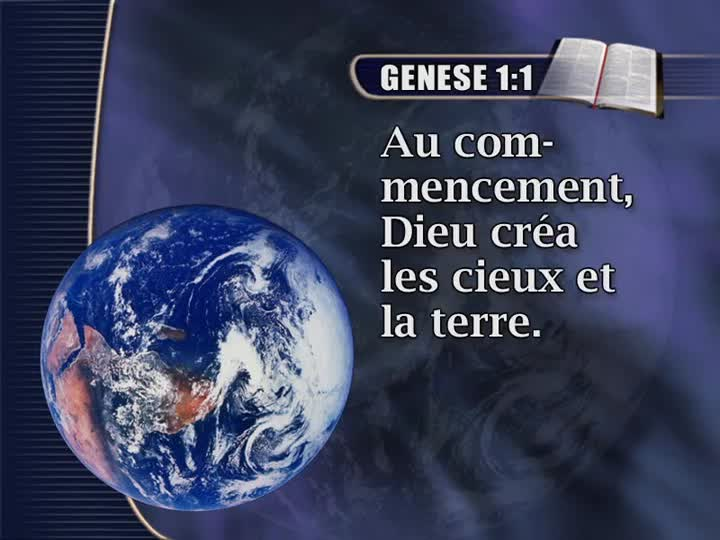 GENESE 1:1
Au com-
mencement,
Dieu créa
les cieux et
la terre.